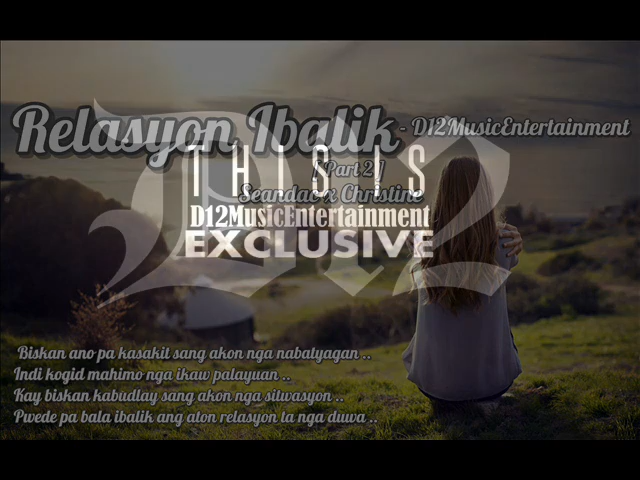 Relasyon Ibalik - D12MusicEntertainment
[Part 2]
Seandae x Christine
THIS IS
D12MusicEntertainment
EXCLUSIVE
D12
Biskan ano pa kasakit sang akon nga nabatyagan ..
Indi kogid mahimo nga ikaw palayuan ..
Kay biskan kabudlay sang akon nga sitwasyon ..
Pwede pa bala ibalik ang aton relasyon ta nga duwa ..